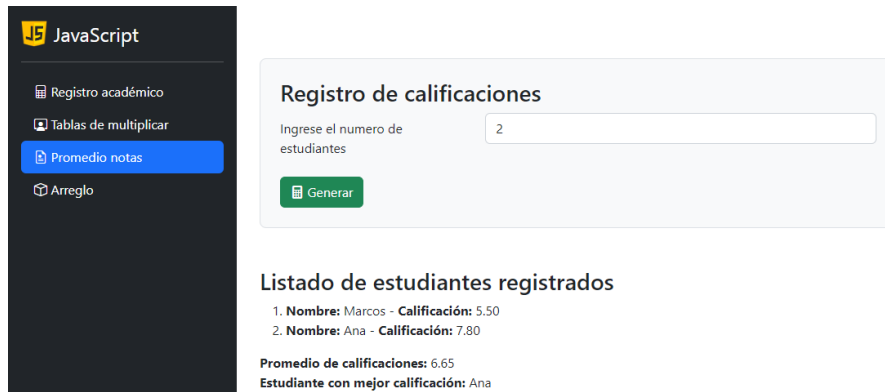 JS JavaScript
Registro académico
Tablas de multiplicar
Promedio notas
Arreglo
Registro de calificaciones
Ingrese el numero de
estudiantes
2
Generar
Listado de estudiantes registrados
1. Nombre: Marcos - Calificación: 5.50
2. Nombre: Ana - Calificación: 7.80
Promedio de calificaciones: 6.65
Estudiante con mejor calificación: Ana